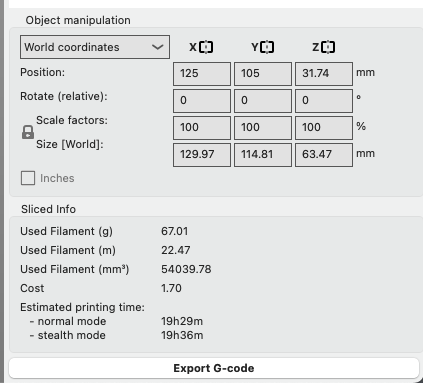 Object manipulation
World coordinates X Y Z
Position: 125 105 31.74 mm
Rotate (relative): 0 0 0 °
Scale factors: 100 100 100 %
Size [World]: 129.97 114.81 63.47 mm
Inches
Sliced Info
Used Filament (g) 67.01
Used Filament (m) 22.47
Used Filament (mm³) 54039.78
Cost 1.70
Estimated printing time:
- normal mode 19h29m
- stealth mode 19h36m
Export G-code